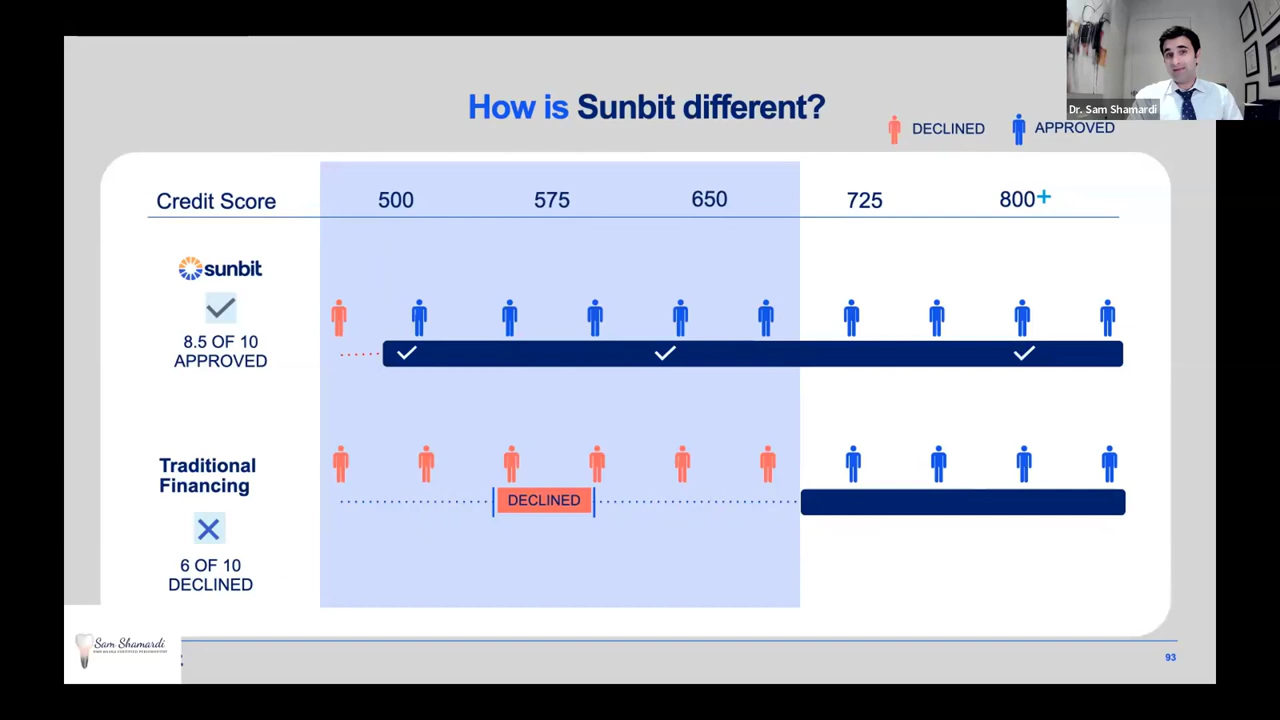 Dr. Sam Shamardi
How is Sunbit different?
DECLINED
APPROVED
Credit Score
500
575
650
725
800+
sunbit
8.5 OF 10
APPROVED
Traditional
Financing
DECLINED
6 OF 10
DECLINED
Sam Shamardi
93